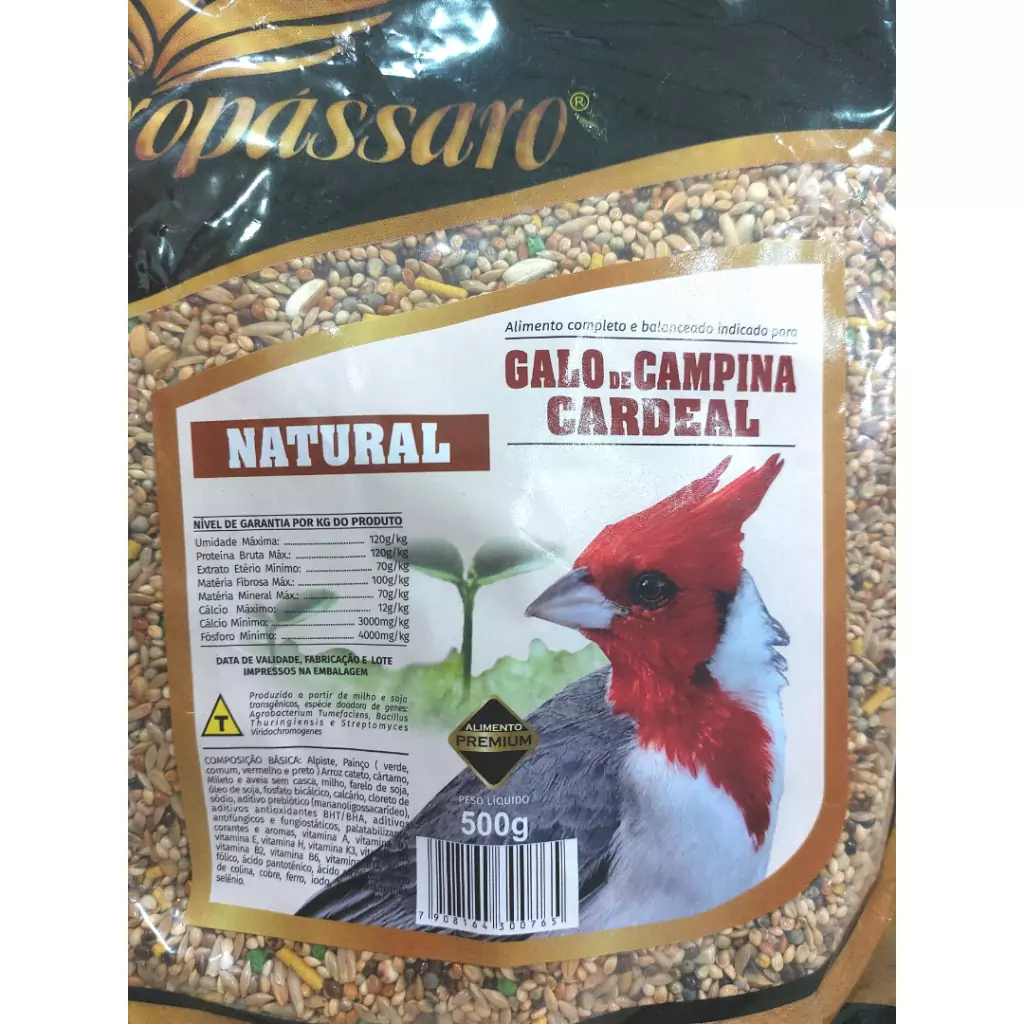 ropássaro®
Alimento completo e balanceado indicado para
GALO DE CAMPINA
CARDEAL
NATURAL
NÍVEL DE GARANTIA POR KG DO PRODUTO
Umidade Máxima: 120g/kg
Proteína Bruta Máx.: 120g/kg
Extrato Etério Mínimo: 70g/kg
Matéria Fibrosa Máx.: 100g/kg
Matéria Mineral Máx.: 70g/kg
Cálcio Máximo: 12g/kg
Cálcio Mínimo: 3000mg/kg
Fósforo Mínimo: 4000mg/kg
DATA DE VALIDADE, FABRICAÇÃO E LOTE
IMPRESSOS NA EMBALAGEM
T
Produzido a partir de milho e soja
transgênicos, espécie doadora de genes:
Agrobacterium Tumefaciens, Bacillus
Thuringiensis e Streptomyces
Viridochromogenes
COMPOSIÇÃO BÁSICA: Alpiste, Painço ( verde,
comum, vermelho e preto ) Arroz cateto, cártamo,
Mileto e aveia sem casca, milho, farelo de soja,
óleo de soja, fosfato bicálcico, calcário, cloreto de
sódio, aditivo prebiótico (mananoligossacarídeo),
aditivos antioxidantes BHT/BHA, aditivos
antifúngicos e fungiostáticos, palatabilizante,
corantes e aromas, vitamina A, vitamina
vitamina E, vitamina H, vitamina K3,
vitamina B2, vitamina B6,
fólico, ácido pantotênico, ácido
de colina, cobre, ferro, iodo
selênio.
ALIMENTO
PREMIUM
PESO LÍQUIDO
500g
7 908164 300765